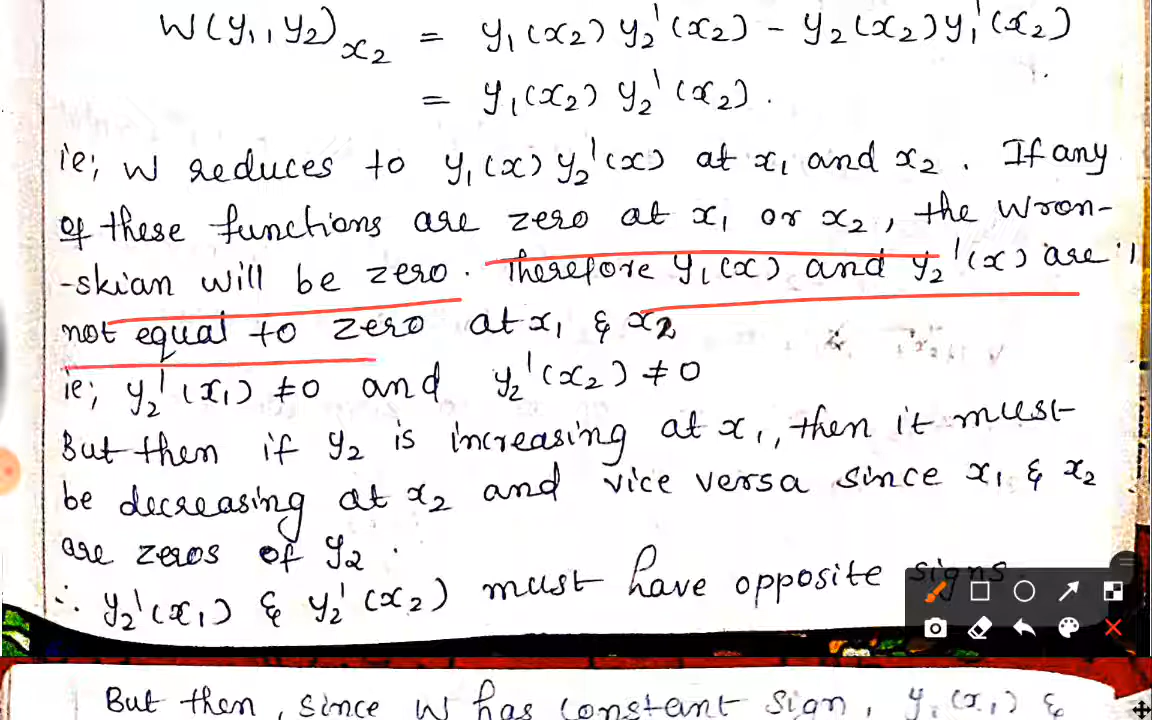 W(y₁, y₂)ₓ₂ = y₁(x₂) y₂'(x₂) - y₂(x₂) y₁'(x₂)
= y₁(x₂) y₂'(x₂).
ie; W reduces to y₁(x) y₂'(x) at x₁ and x₂. If any
of these functions are zero at x₁ or x₂, the wron-
-skian will be zero. Therefore y₁(x) and y₂'(x) are
not equal to zero at x₁ & x₂
ie; y₂'(x₁) ≠ 0 and y₂'(x₂) ≠ 0
But then if y₂ is increasing at x₁, then it must
be decreasing at x₂ and vice versa since x₁ & x₂
are zeros of y₂.
∴ y₂'(x₁) & y₂'(x₂) must have opposite signs
But then, since W has constant sign, y₁(x₁) &